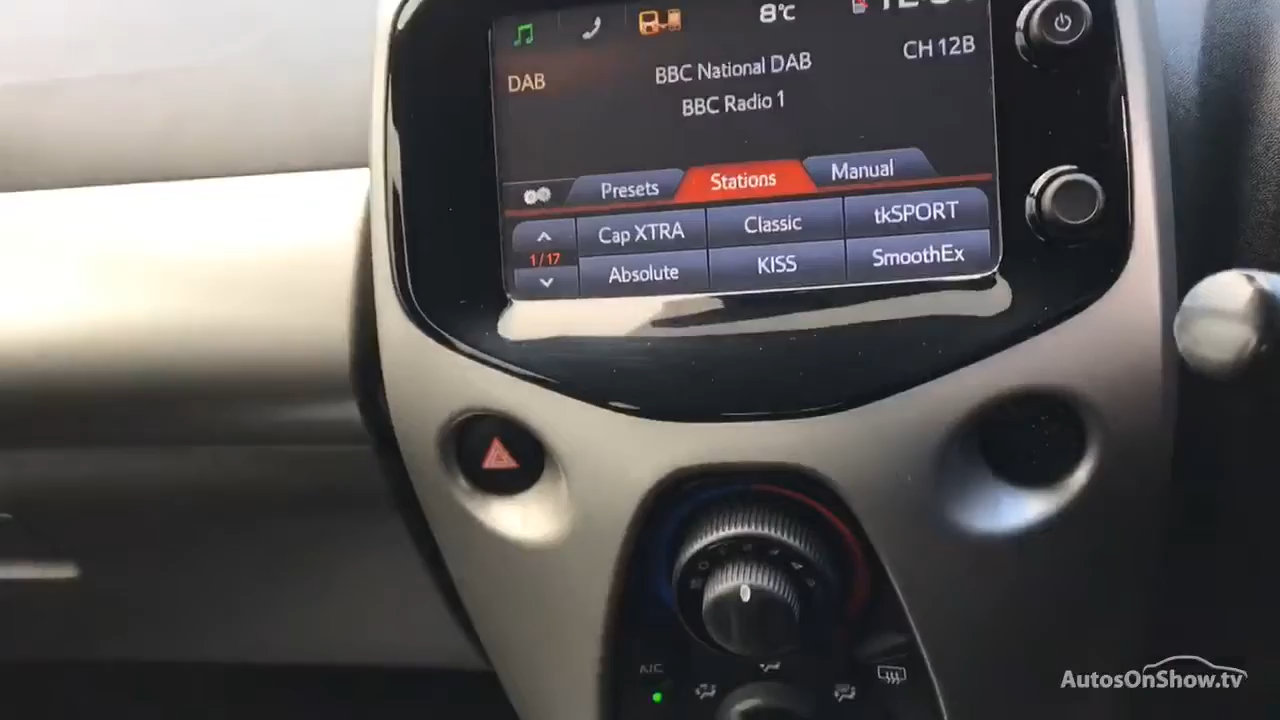 8°C
DAB
BBC National DAB
CH 12B
BBC Radio 1
Presets
Stations
Manual
Cap XTRA
Classic
tkSPORT
1/17
Absolute
KISS
SmoothEx
A/C
AutosOnShow.tv